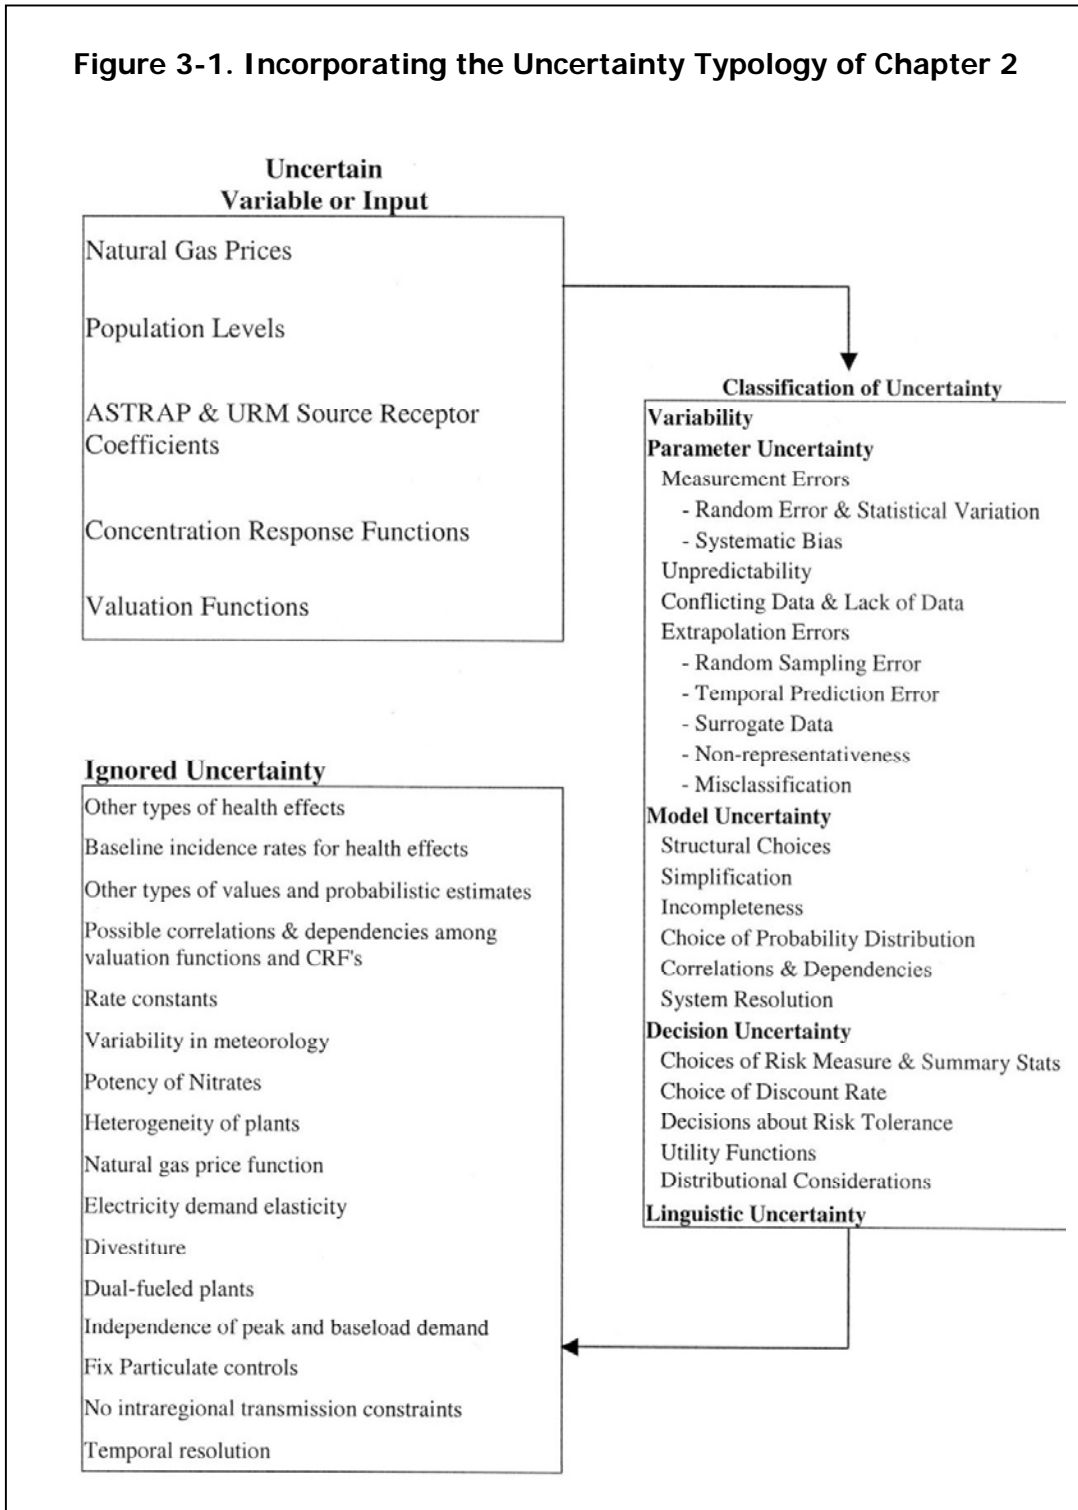 Figure 3-1. Incorporating the Uncertainty Typology of Chapter 2
Uncertain
Variable or Input
Natural Gas Prices
Population Levels
ASTRAP & URM Source Receptor
Coefficients
Concentration Response Functions
Valuation Functions
Classification of Uncertainty
Variability
Parameter Uncertainty
Measurement Errors
- Random Error & Statistical Variation
- Systematic Bias
Unpredictability
Conflicting Data & Lack of Data
Extrapolation Errors
- Random Sampling Error
- Temporal Prediction Error
- Surrogate Data
- Non-representativeness
- Misclassification
Model Uncertainty
Structural Choices
Simplification
Incompleteness
Choice of Probability Distribution
Correlations & Dependencies
System Resolution
Decision Uncertainty
Choices of Risk Measure & Summary Stats
Choice of Discount Rate
Decisions about Risk Tolerance
Utility Functions
Distributional Considerations
Linguistic Uncertainty
Ignored Uncertainty
Other types of health effects
Baseline incidence rates for health effects
Other types of values and probabilistic estimates
Possible correlations & dependencies among
valuation functions and CRF's
Rate constants
Variability in meteorology
Potency of Nitrates
Heterogeneity of plants
Natural gas price function
Electricity demand elasticity
Divestiture
Dual-fueled plants
Independence of peak and baseload demand
Fix Particulate controls
No intraregional transmission constraints
Temporal resolution